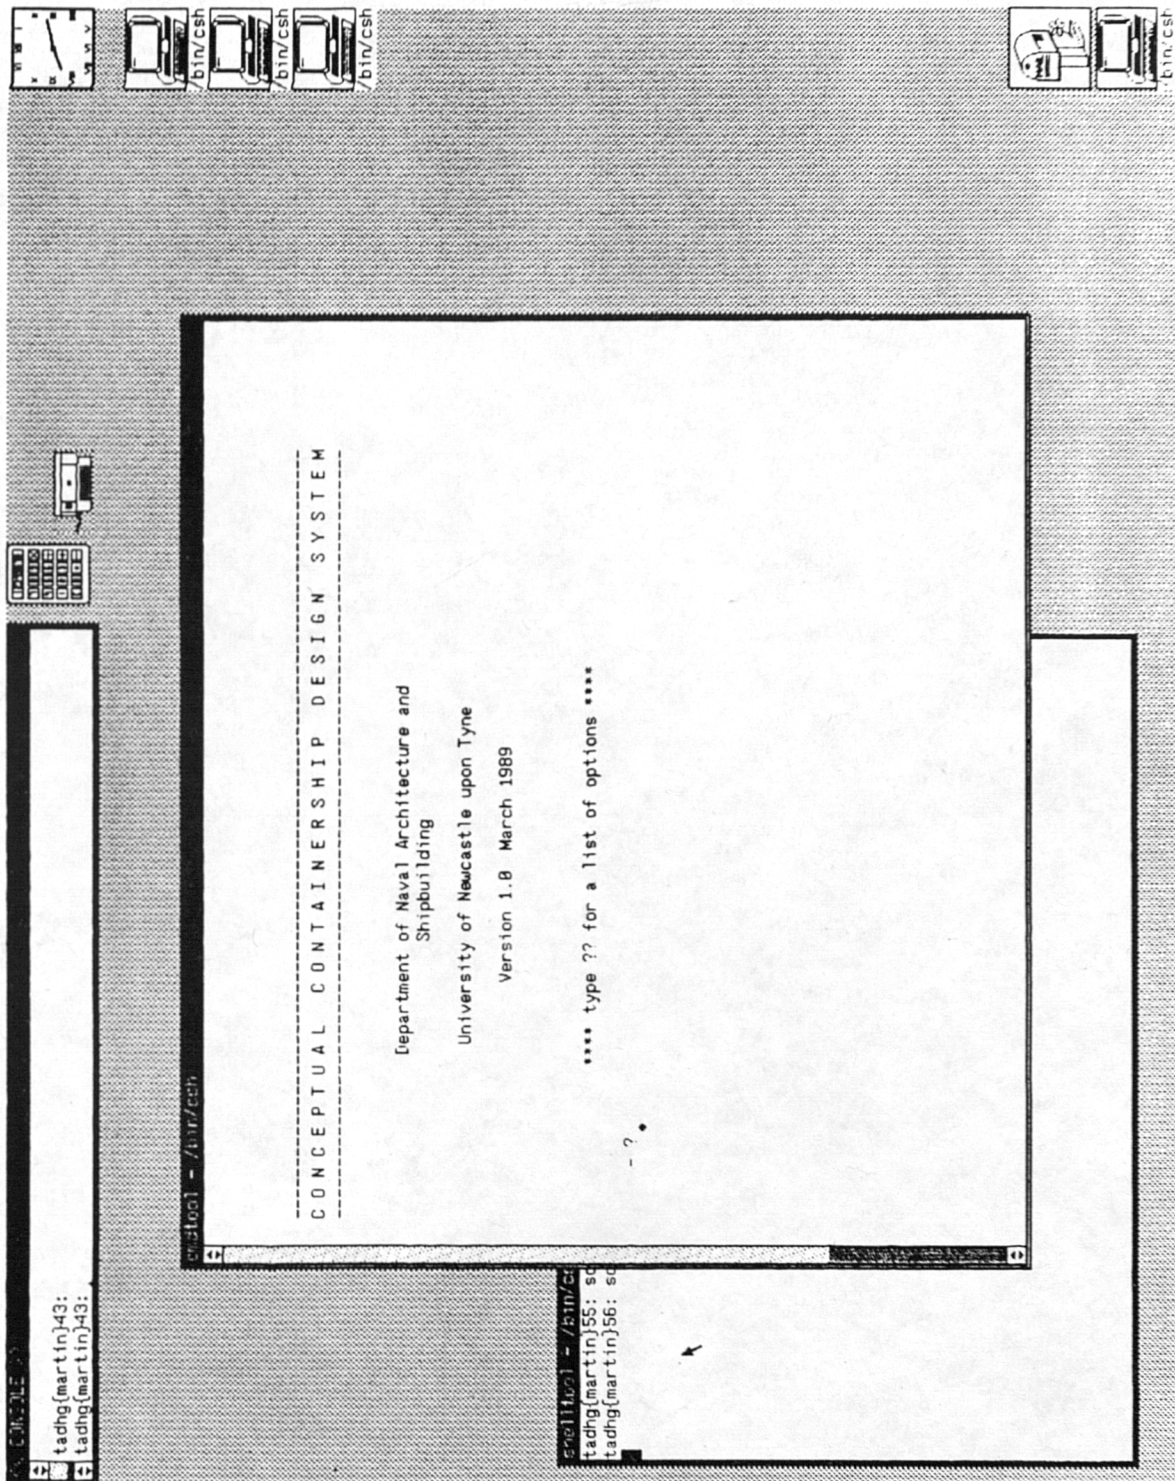 CONSOLE
tadhg{martin}43:
tadhg{martin}43:
cmdtool - /bin/csh
CONCEPTUAL CONTAINERSHIP DESIGN SYSTEM
Department of Naval Architecture and
Shipbuilding
University of Newcastle upon Tyne
Version 1.0 March 1989
**** type ?? for a list of options ****
- ?
shelltool - /bin/c
tadhg{martin}55: sc
tadhg{martin}56: sc
/bin/csh
/bin/csh
/bin/csh
/bin/csh